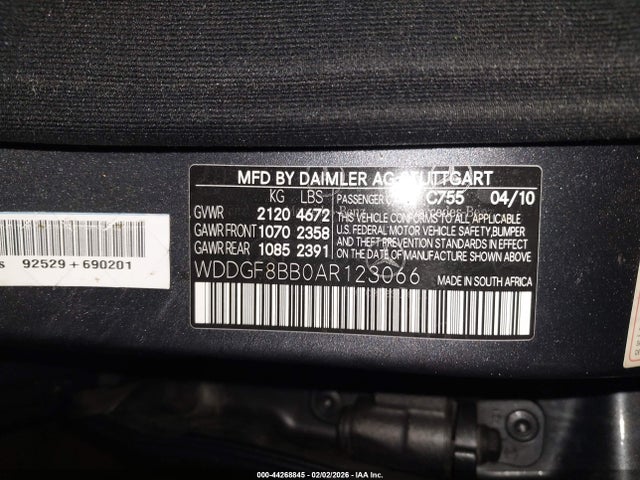 MFD BY DAIMLER AG STUTTGART
KG LBS
PASSENGER C755 04/10
GVWR 2120 4672
GAWR FRONT 1070 2358
GAWR REAR 1085 2391
THIS VEHICLE CONFORMS TO ALL APPLICABLE
U.S. FEDERAL MOTOR VEHICLE SAFETY, BUMPER
AND THEFT PREVENTION STANDARDS IN EFFECT
ON THE DATE OF MANUFACTURE SHOWN ABOVE.
WDDGF8BB0AR123066
MADE IN SOUTH AFRICA
s 92529 + 690201
000-44268845 - 02/02/2026 - IAA Inc.